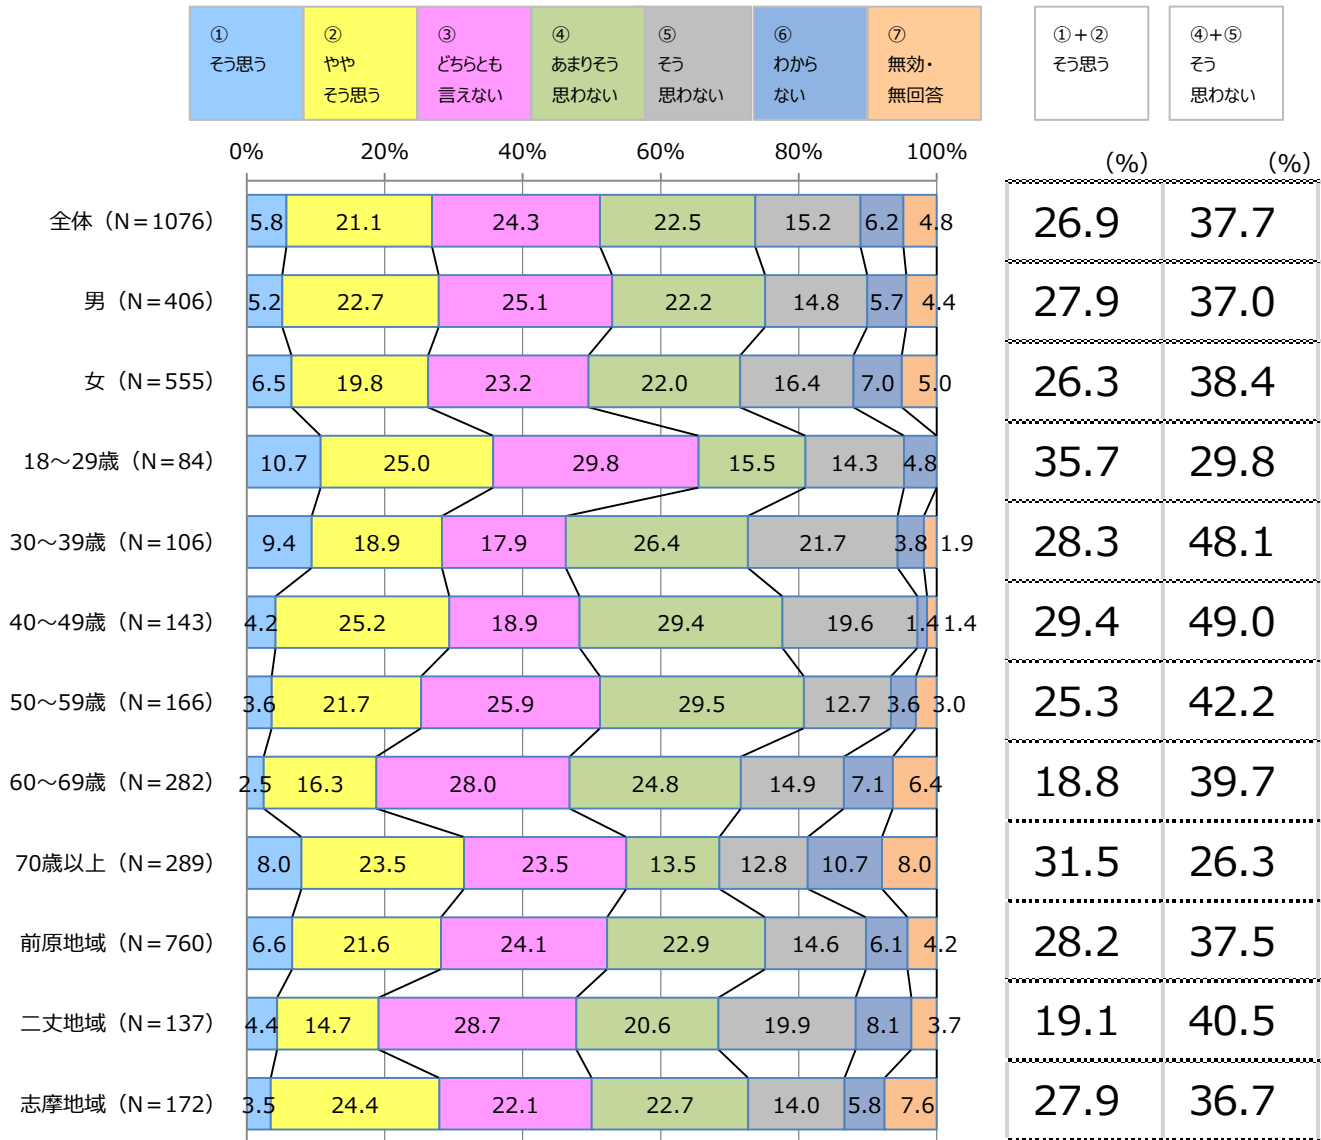 ① ② ③ ④ ⑤ ⑥ ⑦ ①+② ④+⑤
そう思う やや どちらとも あまりそう そう わから 無効・ そう思う そう
そう思う 言えない 思わない 思わない ない 無回答 思わない
0% 20% 40% 60% 80% 100% (%) (%)
全体（N＝1076） 5.8 21.1 24.3 22.5 15.2 6.2 4.8 26.9 37.7
男（N＝406） 5.2 22.7 25.1 22.2 14.8 5.7 4.4 27.9 37.0
女（N＝555） 6.5 19.8 23.2 22.0 16.4 7.0 5.0 26.3 38.4
18～29歳（N＝84） 10.7 25.0 29.8 15.5 14.3 4.8 35.7 29.8
30～39歳（N＝106） 9.4 18.9 17.9 26.4 21.7 3.8 1.9 28.3 48.1
40～49歳（N＝143） 4.2 25.2 18.9 29.4 19.6 1.4 1.4 29.4 49.0
50～59歳（N＝166） 3.6 21.7 25.9 29.5 12.7 3.6 3.0 25.3 42.2
60～69歳（N＝282） 2.5 16.3 28.0 24.8 14.9 7.1 6.4 18.8 39.7
70歳以上（N＝289） 8.0 23.5 23.5 13.5 12.8 10.7 8.0 31.5 26.3
前原地域（N＝760） 6.6 21.6 24.1 22.9 14.6 6.1 4.2 28.2 37.5
二丈地域（N＝137） 4.4 14.7 28.7 20.6 19.9 8.1 3.7 19.1 40.5
志摩地域（N＝172） 3.5 24.4 22.1 22.7 14.0 5.8 7.6 27.9 36.7